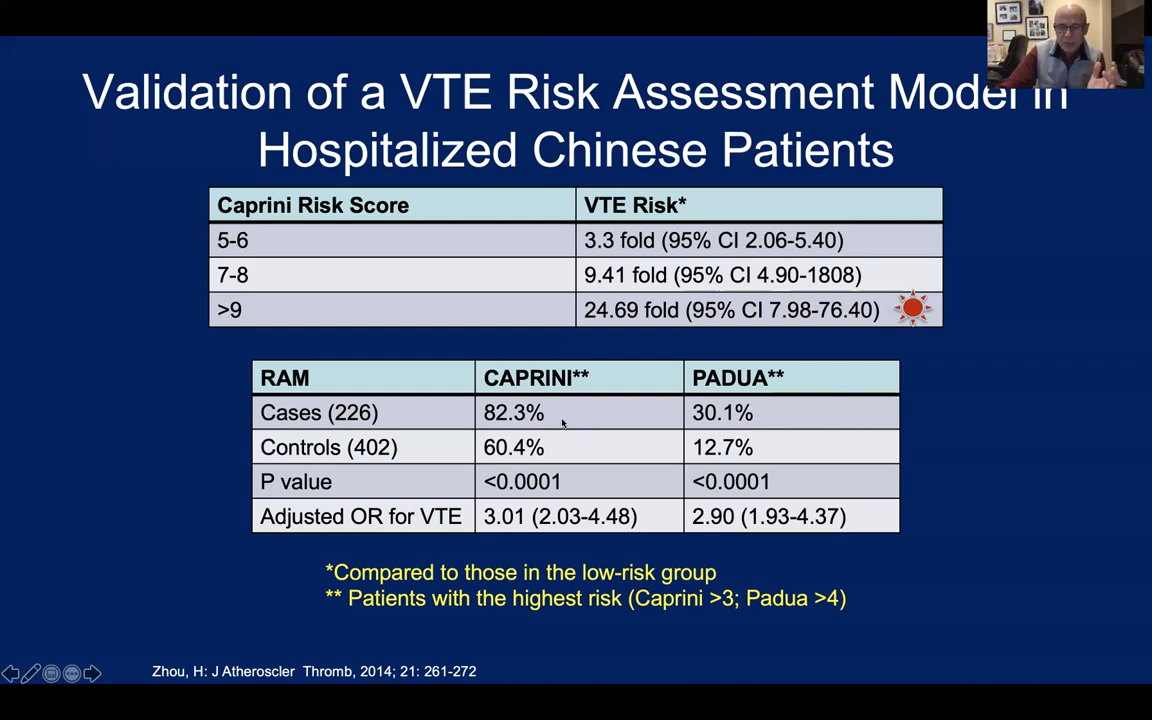 Validation of a VTE Risk Assessment Model in
Hospitalized Chinese Patients
Caprini Risk Score VTE Risk*
5-6 3.3 fold (95% CI 2.06-5.40)
7-8 9.41 fold (95% CI 4.90-1808)
>9 24.69 fold (95% CI 7.98-76.40)
RAM CAPRINI** PADUA**
Cases (226) 82.3% 30.1%
Controls (402) 60.4% 12.7%
P value <0.0001 <0.0001
Adjusted OR for VTE 3.01 (2.03-4.48) 2.90 (1.93-4.37)
*Compared to those in the low-risk group
** Patients with the highest risk (Caprini >3; Padua >4)
Zhou, H: J Atheroscler Thromb, 2014; 21: 261-272